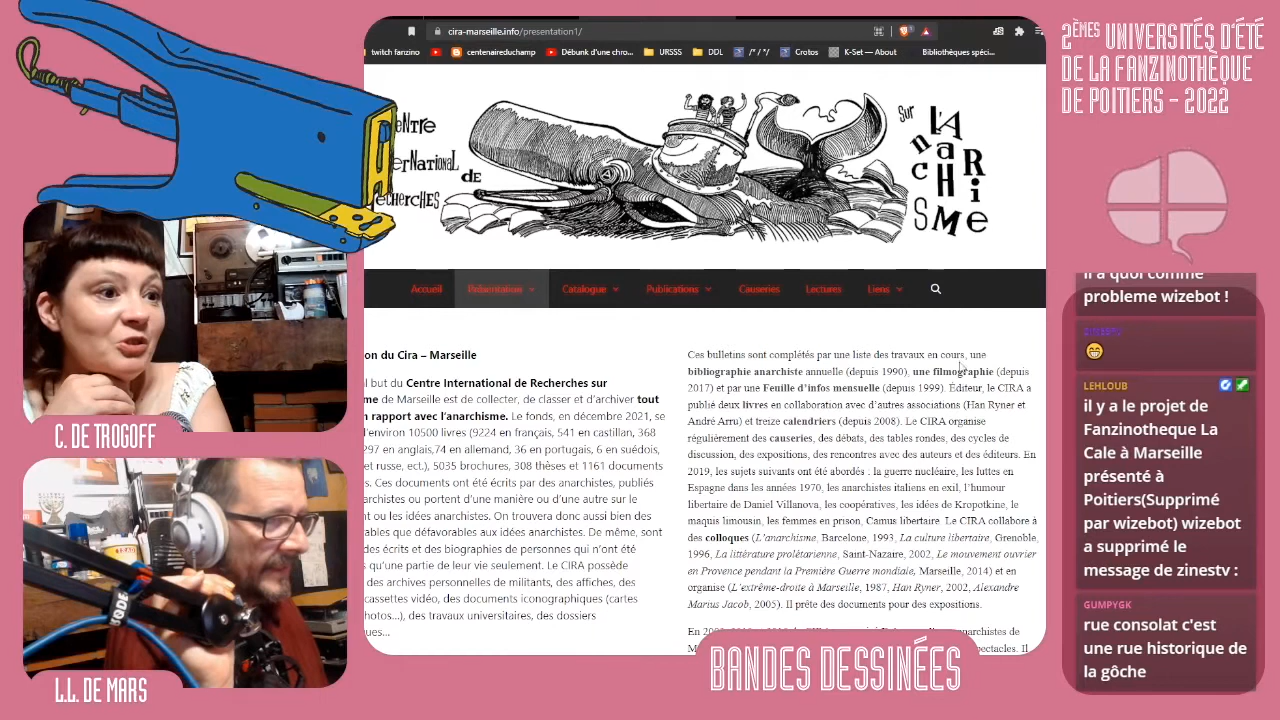 cira-marseille.info/presentation1/
twitch fanzino
centenaireduchamp
Débunk d'une chro...
URSSS
DDL
/* / */
Crotos
K-Set — About
Bibliothèques spéci...
entre
ternational
de
Recherches
sur
L'Anarchisme
Accueil
Présentation
Catalogue
Publications
Causeries
Lectures
Liens
on du Cira – Marseille
al but du Centre International de Recherches sur
me de Marseille est de collecter, de classer et d'archiver tout
n rapport avec l'anarchisme. Le fonds, en décembre 2021, se
d'environ 10500 livres (9224 en français, 541 en castillan, 368
297 en anglais,74 en allemand, 36 en portugais, 6 en suédois,
et russe, ect.), 5035 brochures, 308 thèses et 1161 documents
Ces documents ont été écrits par des anarchistes, publiés
archistes ou portent d'une manière ou d'une autre sur le
nt ou les idées anarchistes. On trouvera donc aussi bien des
tables que défavorables aux idées anarchistes. De même, sont
des écrits et des biographies de personnes qui n'ont été
s qu'une partie de leur vie seulement. Le CIRA possède
des archives personnelles de militants, des affiches, des
cassettes vidéo, des documents iconographiques (cartes
photos...), des travaux universitaires, des dossiers
ques...
Ces bulletins sont complétés par une liste des travaux en cours, une
bibliographie anarchiste annuelle (depuis 1990), une filmographie (depuis
2017) et par une Feuille d'infos mensuelle (depuis 1999). Éditeur, le CIRA a
publié deux livres en collaboration avec d'autres associations (Han Ryner et
André Arru) et treize calendriers (depuis 2008). Le CIRA organise
régulièrement des causeries, des débats, des tables rondes, des cycles de
discussion, des expositions, des rencontres avec des auteurs et des éditeurs. En
2019, les sujets suivants ont été abordés : la guerre nucléaire, les luttes en
Espagne dans les années 1970, les anarchistes italiens en exil, l'humour
libertaire de Daniel Villanova, les coopératives, les idées de Kropotkine, le
maquis limousin, les femmes en prison, Camus libertaire. Le CIRA collabore à
des colloques (L'anarchisme, Barcelone, 1993, La culture libertaire, Grenoble,
1996, La littérature prolétarienne, Saint-Nazaire, 2002, Le mouvement ouvrier
en Provence pendant la Première Guerre mondiale, Marseille, 2014) et en
organise (L'extrême-droite à Marseille, 1987, Han Ryner, 2002, Alexandre
Marius Jacob, 2005). Il prête des documents pour des expositions.
anarchistes de
spectacles. Il
C. DE TROGOFF
L.L. DE MARS
RØDE
BANDES DESSINÉES
2ÈMES UNIVERSITÉS D'ÉTÉ
DE LA FANZINOTHÈQUE
DE POITIERS - 2022
il a quoi comme
probleme wizebot !
LEHLOUB
il y a le projet de
Fanzinotheque La
Cale à Marseille
présenté à
Poitiers(Supprimé
par wizebot) wizebot
a supprimé le
message de zinestv :
GUMPYGK
rue consolat c'est
une rue historique de
la gôche